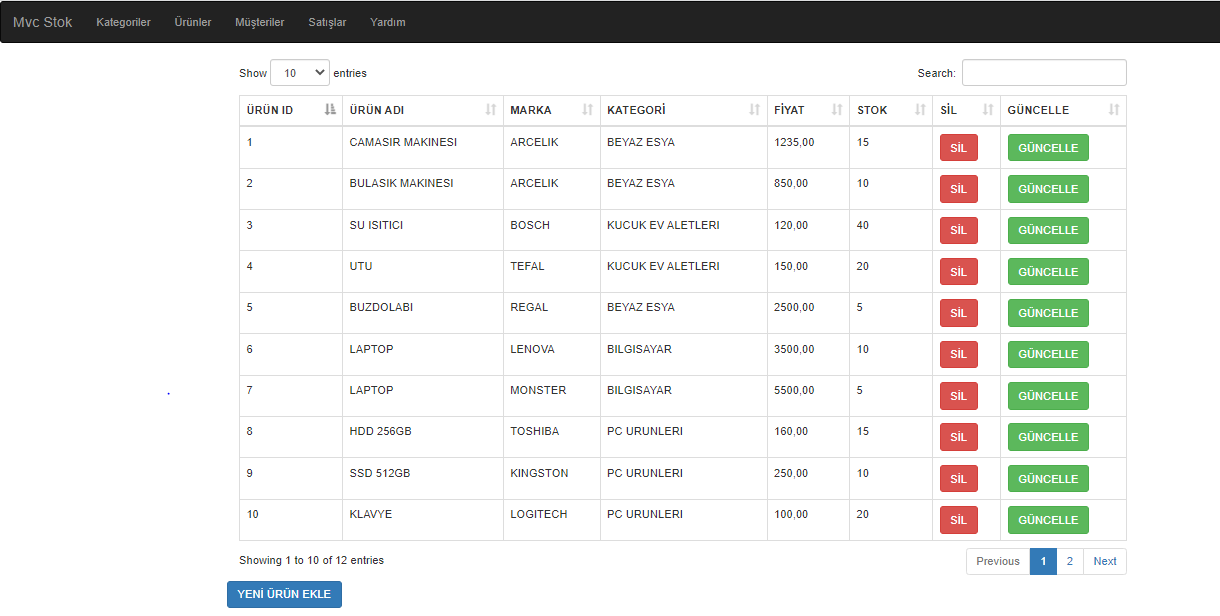 Mvc Stok Kategoriler Ürünler Müşteriler Satışlar Yardım
Show 10 entries Search:
ÜRÜN ID ÜRÜN ADI MARKA KATEGORİ FİYAT STOK SİL GÜNCELLE
1 CAMASIR MAKINESI ARCELIK BEYAZ ESYA 1235,00 15 SİL GÜNCELLE
2 BULASIK MAKINESI ARCELIK BEYAZ ESYA 850,00 10 SİL GÜNCELLE
3 SU ISITICI BOSCH KUCUK EV ALETLERI 120,00 40 SİL GÜNCELLE
4 UTU TEFAL KUCUK EV ALETLERI 150,00 20 SİL GÜNCELLE
5 BUZDOLABI REGAL BEYAZ ESYA 2500,00 5 SİL GÜNCELLE
6 LAPTOP LENOVA BILGISAYAR 3500,00 10 SİL GÜNCELLE
7 LAPTOP MONSTER BILGISAYAR 5500,00 5 SİL GÜNCELLE
8 HDD 256GB TOSHIBA PC URUNLERI 160,00 15 SİL GÜNCELLE
9 SSD 512GB KINGSTON PC URUNLERI 250,00 10 SİL GÜNCELLE
10 KLAVYE LOGITECH PC URUNLERI 100,00 20 SİL GÜNCELLE
Showing 1 to 10 of 12 entries Previous 1 2 Next
YENİ ÜRÜN EKLE